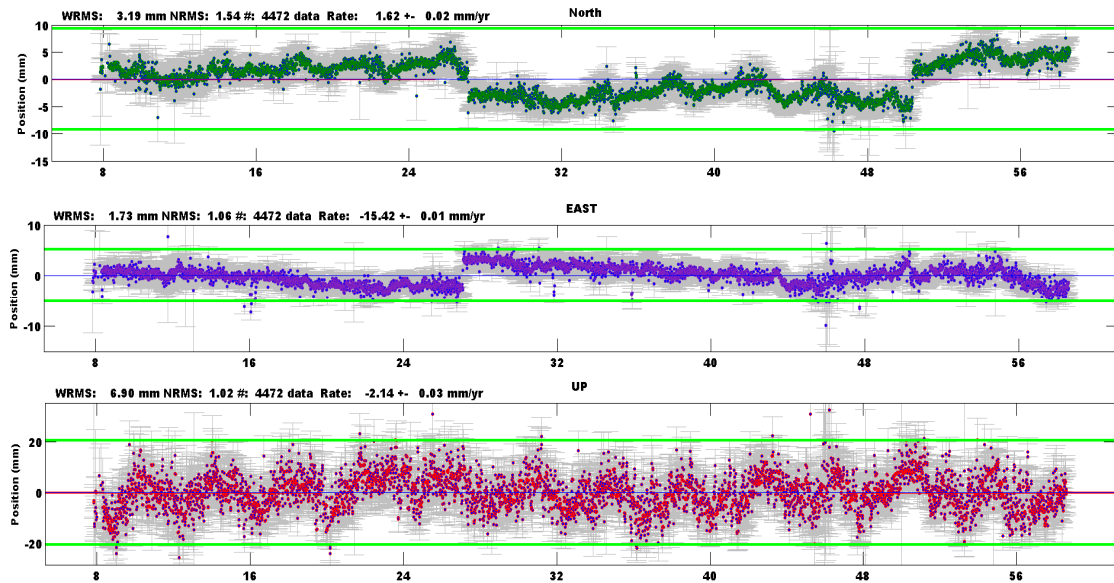 North
WRMS: 3.19 mm NRMS: 1.54 #: 4472 data Rate: 1.62 +- 0.02 mm/yr
Position (mm)
10
5
0
-5
-10
-15
8 16 24 32 40 48 56
EAST
WRMS: 1.73 mm NRMS: 1.06 #: 4472 data Rate: -15.42 +- 0.01 mm/yr
Position (mm)
10
0
-10
8 16 24 32 40 48 56
UP
WRMS: 6.90 mm NRMS: 1.02 #: 4472 data Rate: -2.14 +- 0.03 mm/yr
Position (mm)
20
0
-20
8 16 24 32 40 48 56